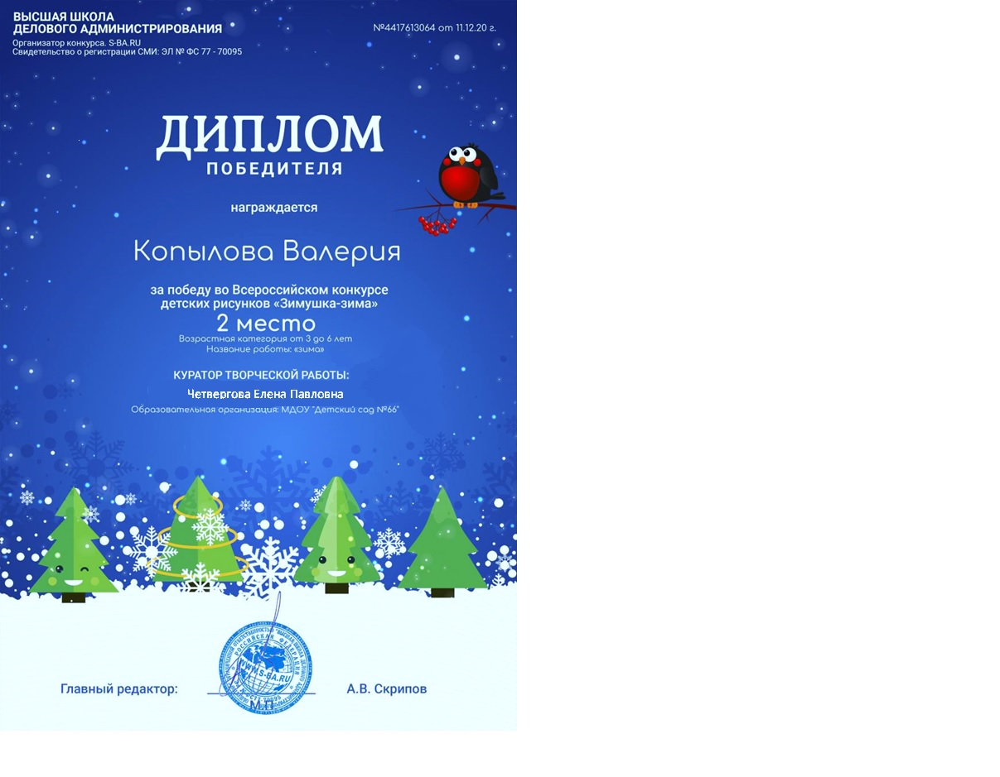 ВЫСШАЯ ШКОЛА
ДЕЛОВОГО АДМИНИСТРИРОВАНИЯ
Организатор конкурса. S-BA.RU
Свидетельство о регистрации СМИ: ЭЛ № ФС 77 - 70095
№4417613064 от 11.12.20 г.
ДИПЛОМ
ПОБЕДИТЕЛЯ
награждается
Копылова Валерия
за победу во Всероссийском конкурсе
детских рисунков «Зимушка-зима»
2 место
Возрастная категория от 3 до 6 лет
Название работы: «зима»
КУРАТОР ТВОРЧЕСКОЙ РАБОТЫ:
Четвергова Елена Павловна
Образовательная организация: МДОУ "Детский сад №66"
РОССИЙСКАЯ ФЕДЕРАЦИЯ
WWW.S-BA.RU
Главный редактор:
М.П.
А.В. Скрипов